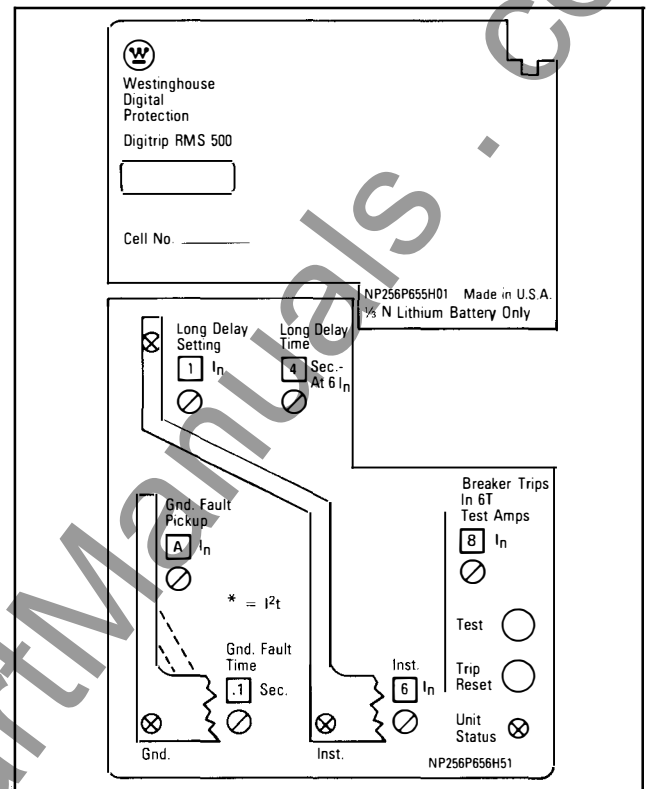 W
Westinghouse
Digital
Protection
Digitrip RMS 500
Cell No.
NP256P655H01 Made in U.S.A.
⅓ N Lithium Battery Only
Long Delay
Setting
1 In
Long Delay
Time
4 Sec.-
At 6 In
Gnd. Fault
Pickup
A In
* = I²t
Gnd. Fault
Time
.1 Sec.
Inst.
6 In
Breaker Trips
In 6T
Test Amps
8 In
Test
Trip
Reset
Unit
Status
Gnd.
Inst.
NP256P656H51